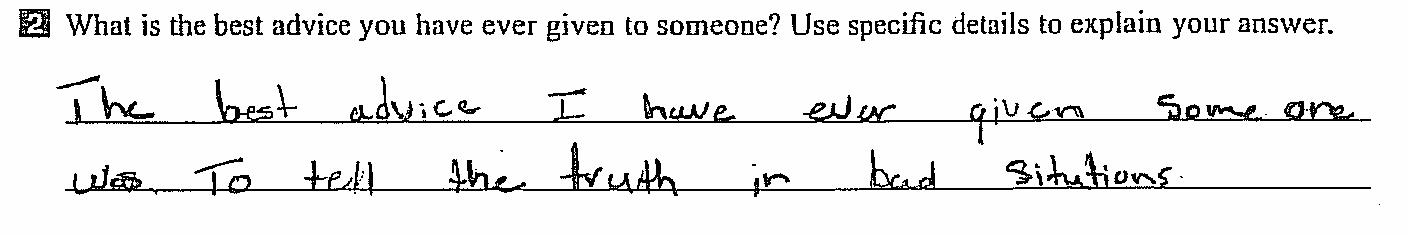 2 What is the best advice you have ever given to someone? Use specific details to explain your answer.
The best advice I have ever given Some one
was To tell the truth in bad Situtions.